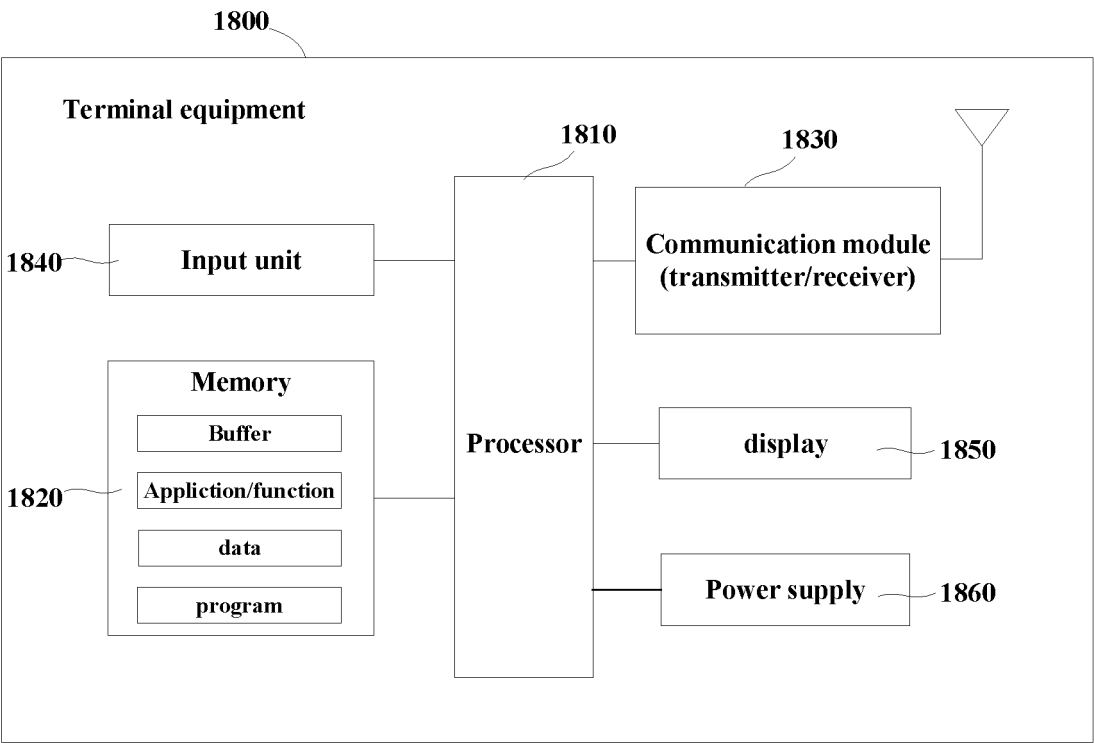 1800
Terminal equipment
1810
1830
Input unit
1840
Communication module
(transmitter/receiver)
Memory
Buffer
Appliction/function
1820
data
program
Processor
display
1850
Power supply
1860